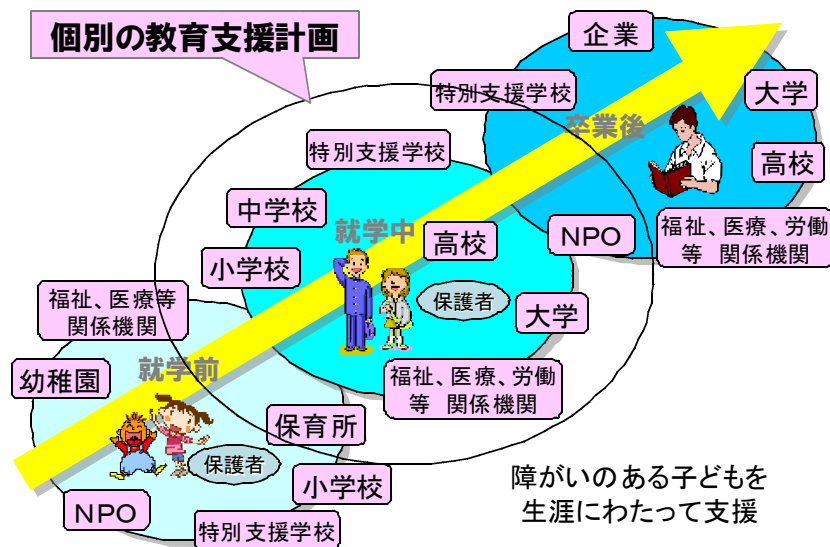 個別の教育支援計画
企業
特別支援学校
大学
卒業後
高校
NPO
福祉、医療、労働
等 関係機関
特別支援学校
中学校
就学中
高校
小学校
保護者
大学
福祉、医療、労働
等 関係機関
福祉、医療等
関係機関
就学前
幼稚園
保育所
保護者
小学校
NPO
特別支援学校
障がいのある子どもを
生涯にわたって支援